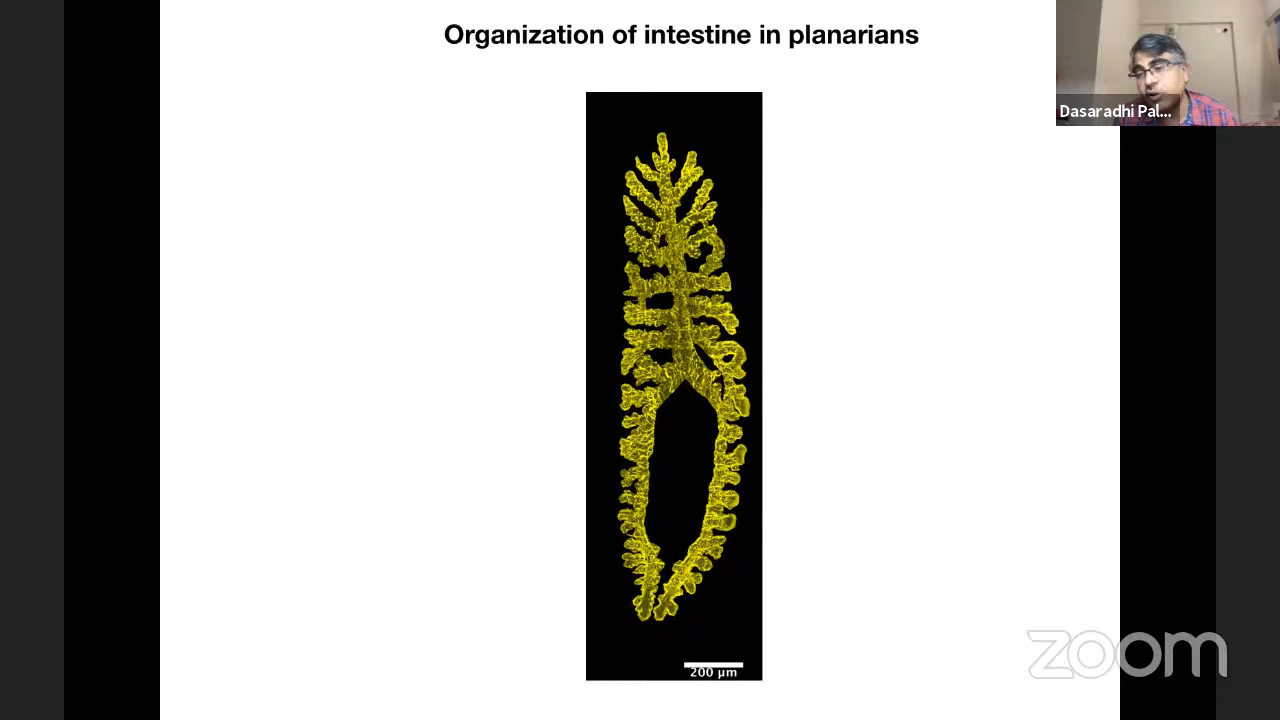 Organization of intestine in planarians
Dasaradhi Pal...
200 µm
zoom